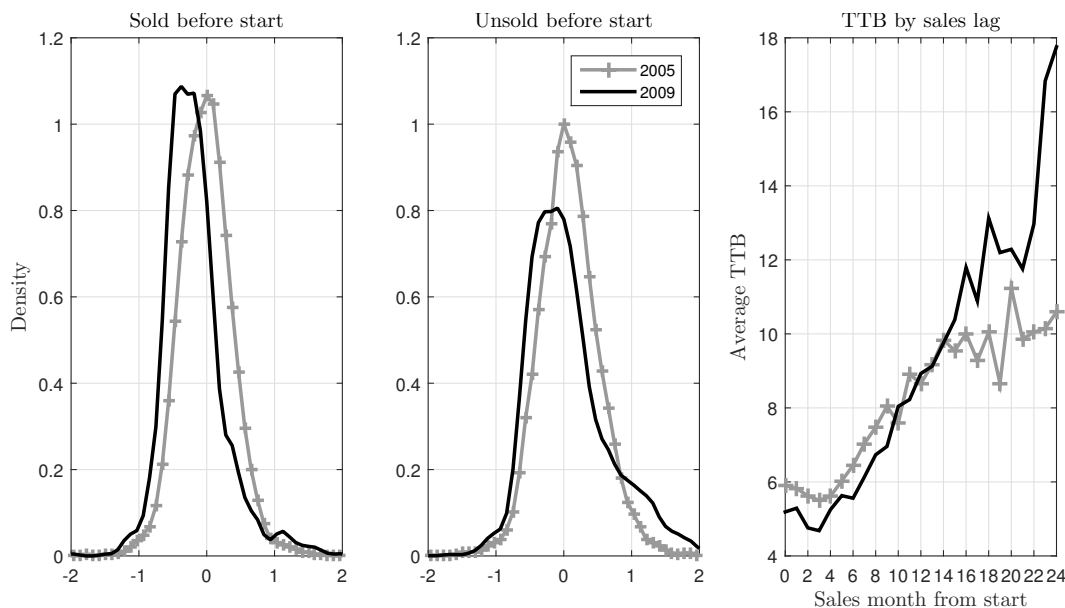 Sold before start
Unsold before start
TTB by sales lag
Density
1.2
1
0.8
0.6
0.4
0.2
0
-2 -1 0 1 2
1.2
1
0.8
0.6
0.4
0.2
0
-2 -1 0 1 2
2005
2009
Average TTB
18
16
14
12
10
8
6
4
0 2 4 6 8 10 12 14 16 18 20 22 24
Sales month from start